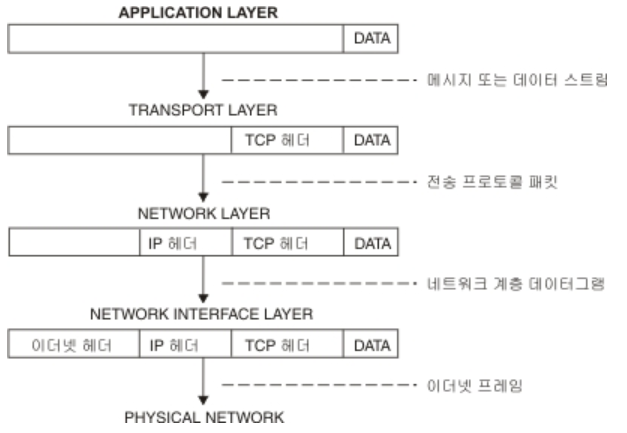 APPLICATION LAYER
DATA
메시지 또는 데이터 스트림
TRANSPORT LAYER
TCP 헤더 DATA
전송 프로토콜 패킷
NETWORK LAYER
IP 헤더 TCP 헤더 DATA
네트워크 계층 데이터그램
NETWORK INTERFACE LAYER
이더넷 헤더 IP 헤더 TCP 헤더 DATA
이더넷 프레임
PHYSICAL NETWORK